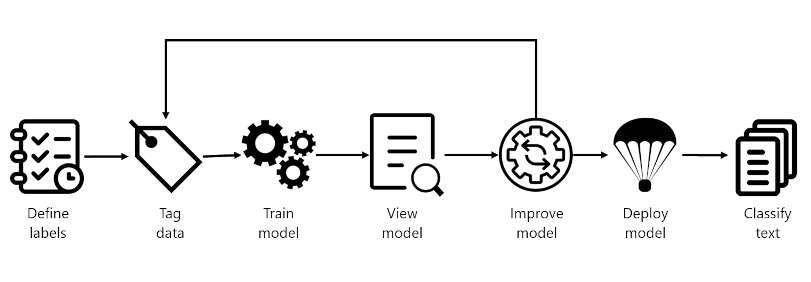 Define
labels
Tag
data
Train
model
View
model
Improve
model
Deploy
model
Classify
text